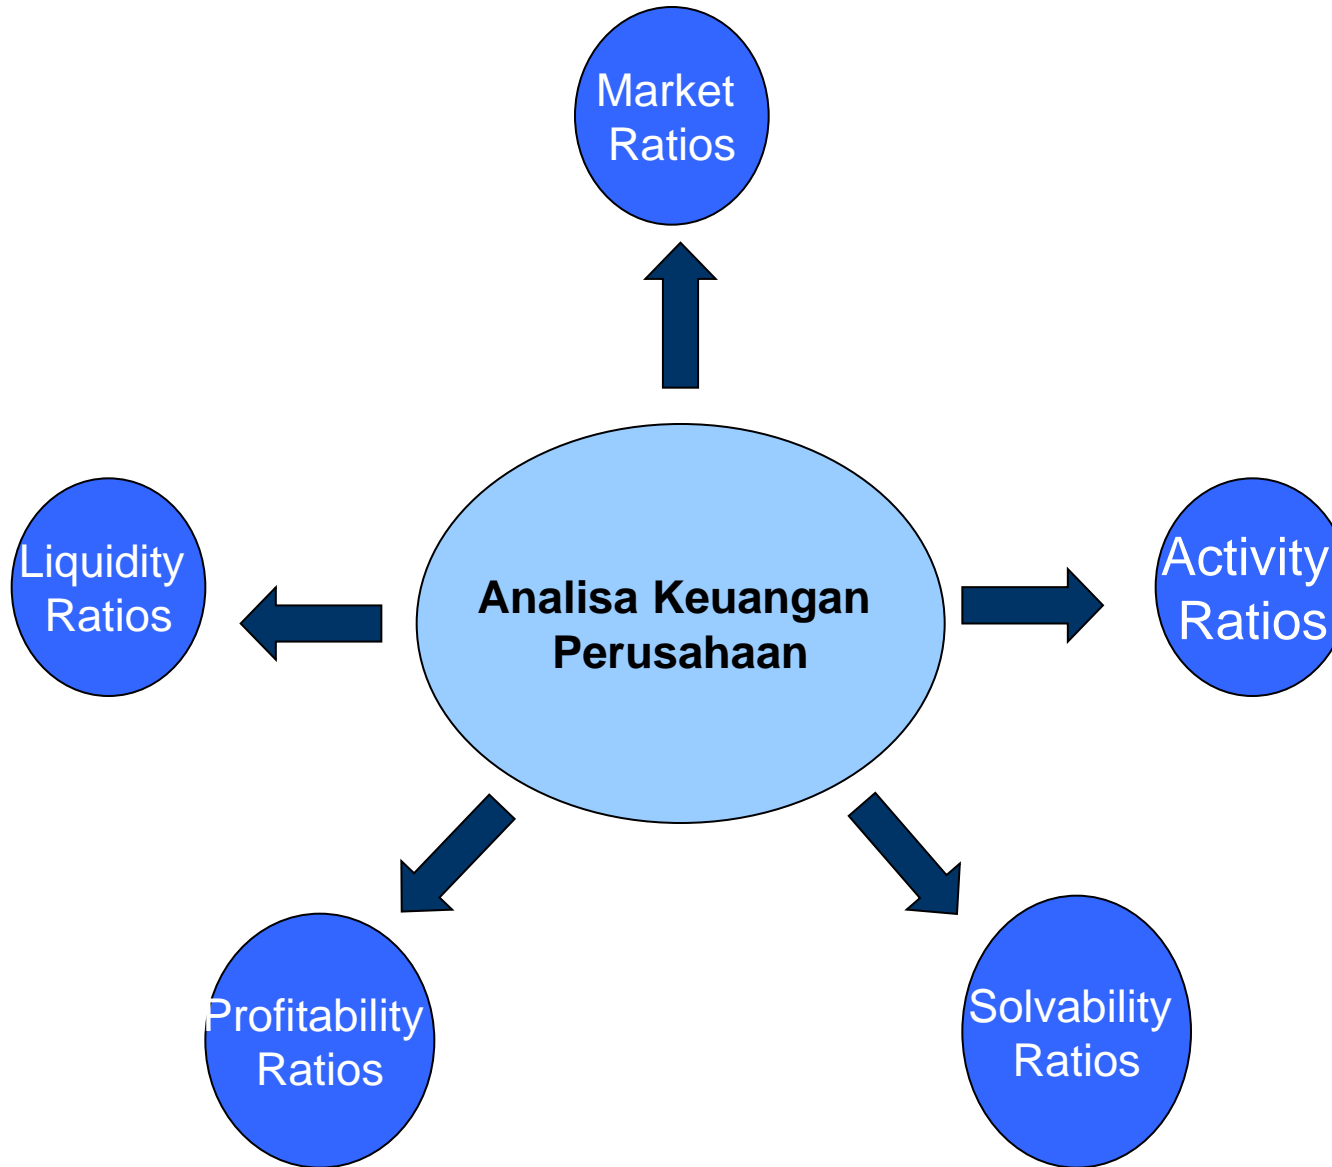 Market
Ratios
Liquidity
Ratios
Analisa Keuangan
Perusahaan
Activity
Ratios
Profitability
Ratios
Solvability
Ratios